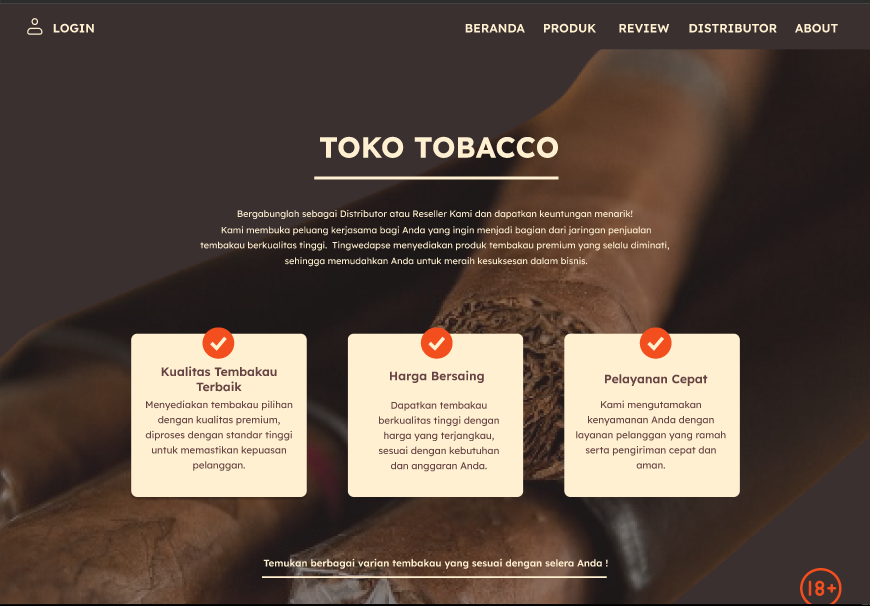 LOGIN
BERANDA PRODUK REVIEW DISTRIBUTOR ABOUT
TOKO TOBACCO
Bergabunglah sebagai Distributor atau Reseller Kami dan dapatkan keuntungan menarik!
Kami membuka peluang kerjasama bagi Anda yang ingin menjadi bagian dari jaringan penjualan
tembakau berkualitas tinggi. Tingwedapse menyediakan produk tembakau premium yang selalu diminati,
sehingga memudahkan Anda untuk meraih kesuksesan dalam bisnis.
Kualitas Tembakau
Terbaik
Menyediakan tembakau pilihan
dengan kualitas premium,
diproses dengan standar tinggi
untuk memastikan kepuasan
pelanggan.
Harga Bersaing
Dapatkan tembakau
berkualitas tinggi dengan
harga yang terjangkau,
sesuai dengan kebutuhan
dan anggaran Anda.
Pelayanan Cepat
Kami mengutamakan
kenyamanan Anda dengan
layanan pelanggan yang ramah
serta pengiriman cepat dan
aman.
Temukan berbagai varian tembakau yang sesuai dengan selera Anda !
18+